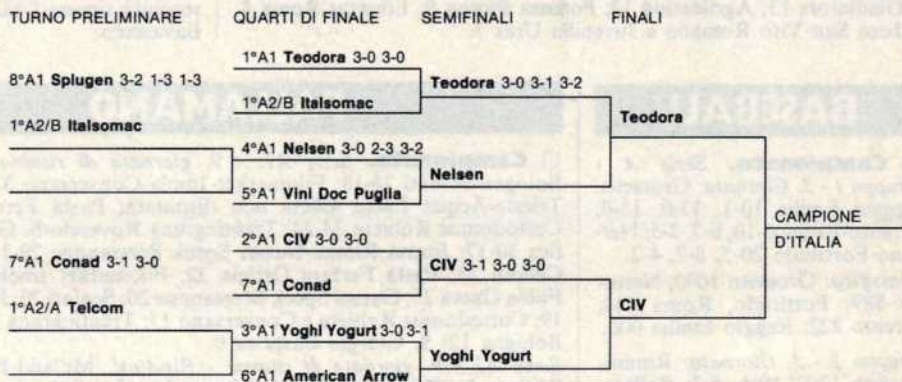 TURNO PRELIMINARE QUARTI DI FINALE SEMIFINALI FINALI
1°A1 Teodora 3-0 3-0
8°A1 Splugen 3-2 1-3 1-3
Teodora 3-0 3-1 3-2
1°A2/B Italsomac
Teodora
1°A2/B Italsomac
4°A1 Nelsen 3-0 2-3 3-2
Nelsen
5°A1 Vini Doc Puglia
CAMPIONE
D'ITALIA
2°A1 CIV 3-0 3-0
7°A1 Conad 3-1 3-0
CIV 3-1 3-0 3-0
7°A1 Conad
1°A2/A Telcom
CIV
3°A1 Yoghi Yogurt 3-0 3-1
Yoghi Yogurt
6°A1 American Arrow